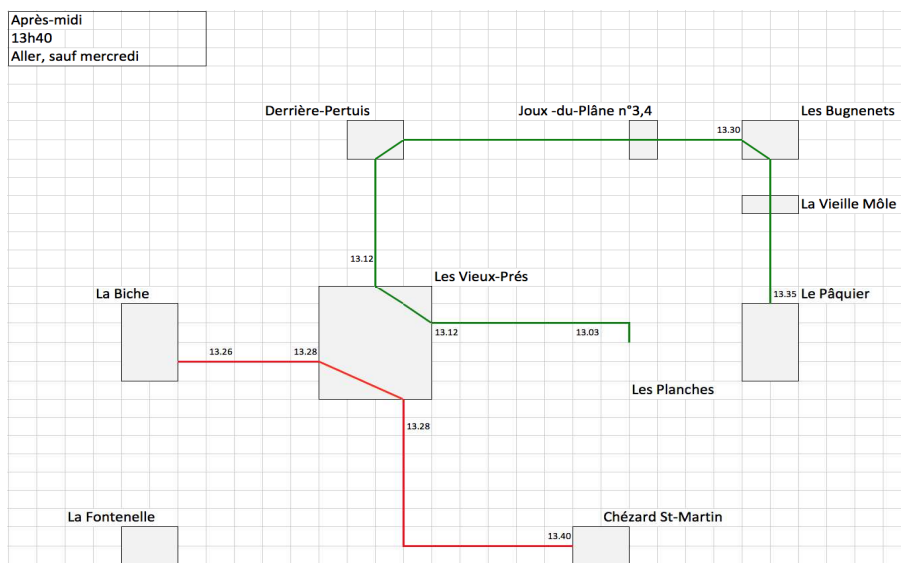 Après-midi
13h40
Aller, sauf mercredi
Derrière-Pertuis
Joux -du-Plâne n°3,4
Les Bugnenets
13.30
La Vieille Môle
13.12
Les Vieux-Prés
La Biche
13.35 Le Pâquier
13.12
13.03
13.26
13.28
Les Planches
13.28
La Fontenelle
Chézard St-Martin
13.40